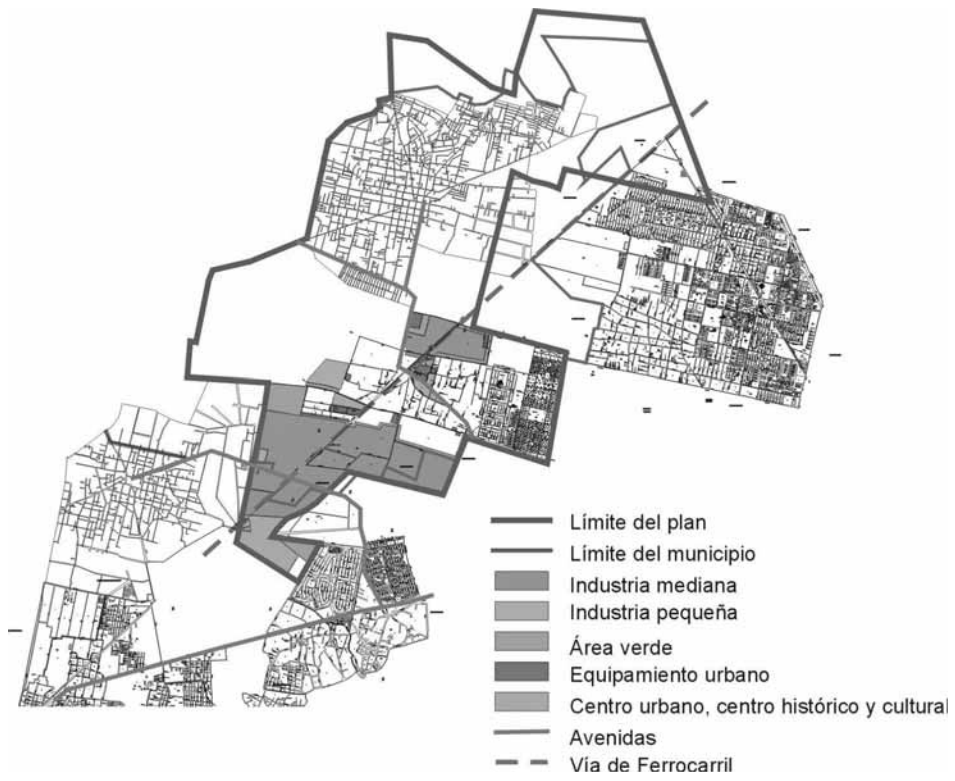 Límite del plan
Límite del municipio
Industria mediana
Industria pequeña
Área verde
Equipamiento urbano
Centro urbano, centro histórico y cultural
Avenidas
Vía de Ferrocarril